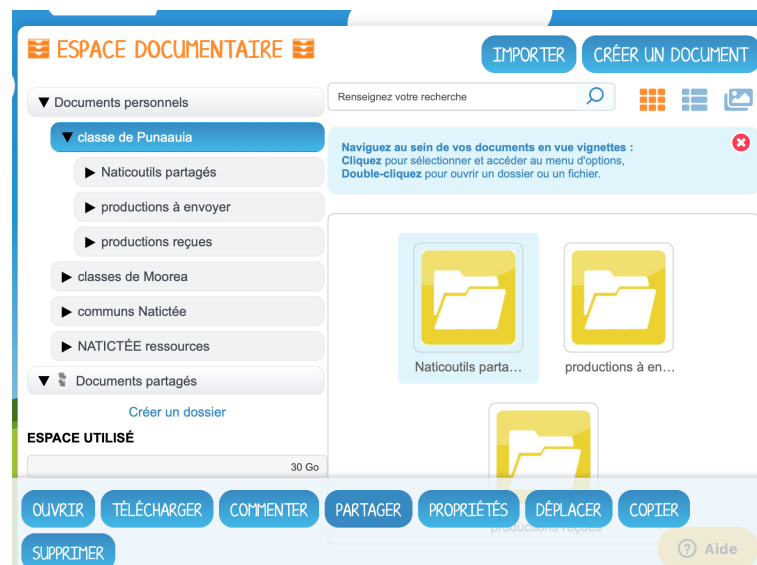 ESPACE DOCUMENTAIRE
IMPORTER
CRÉER UN DOCUMENT
Documents personnels
classe de Punaauia
Naticoutils partagés
productions à envoyer
productions reçues
classes de Moorea
communs Natictée
NATICTÉE ressources
Documents partagés
Créer un dossier
ESPACE UTILISÉ
30 Go
Renseignez votre recherche
Naviguez au sein de vos documents en vue vignettes :
Cliquez pour sélectionner et accéder au menu d'options,
Double-cliquez pour ouvrir un dossier ou un fichier.
Naticoutils parta...
productions à en...
productions reçues
OUVRIR
TÉLÉCHARGER
COMMENTER
PARTAGER
PROPRIÉTÉS
DÉPLACER
COPIER
SUPPRIMER
? Aide